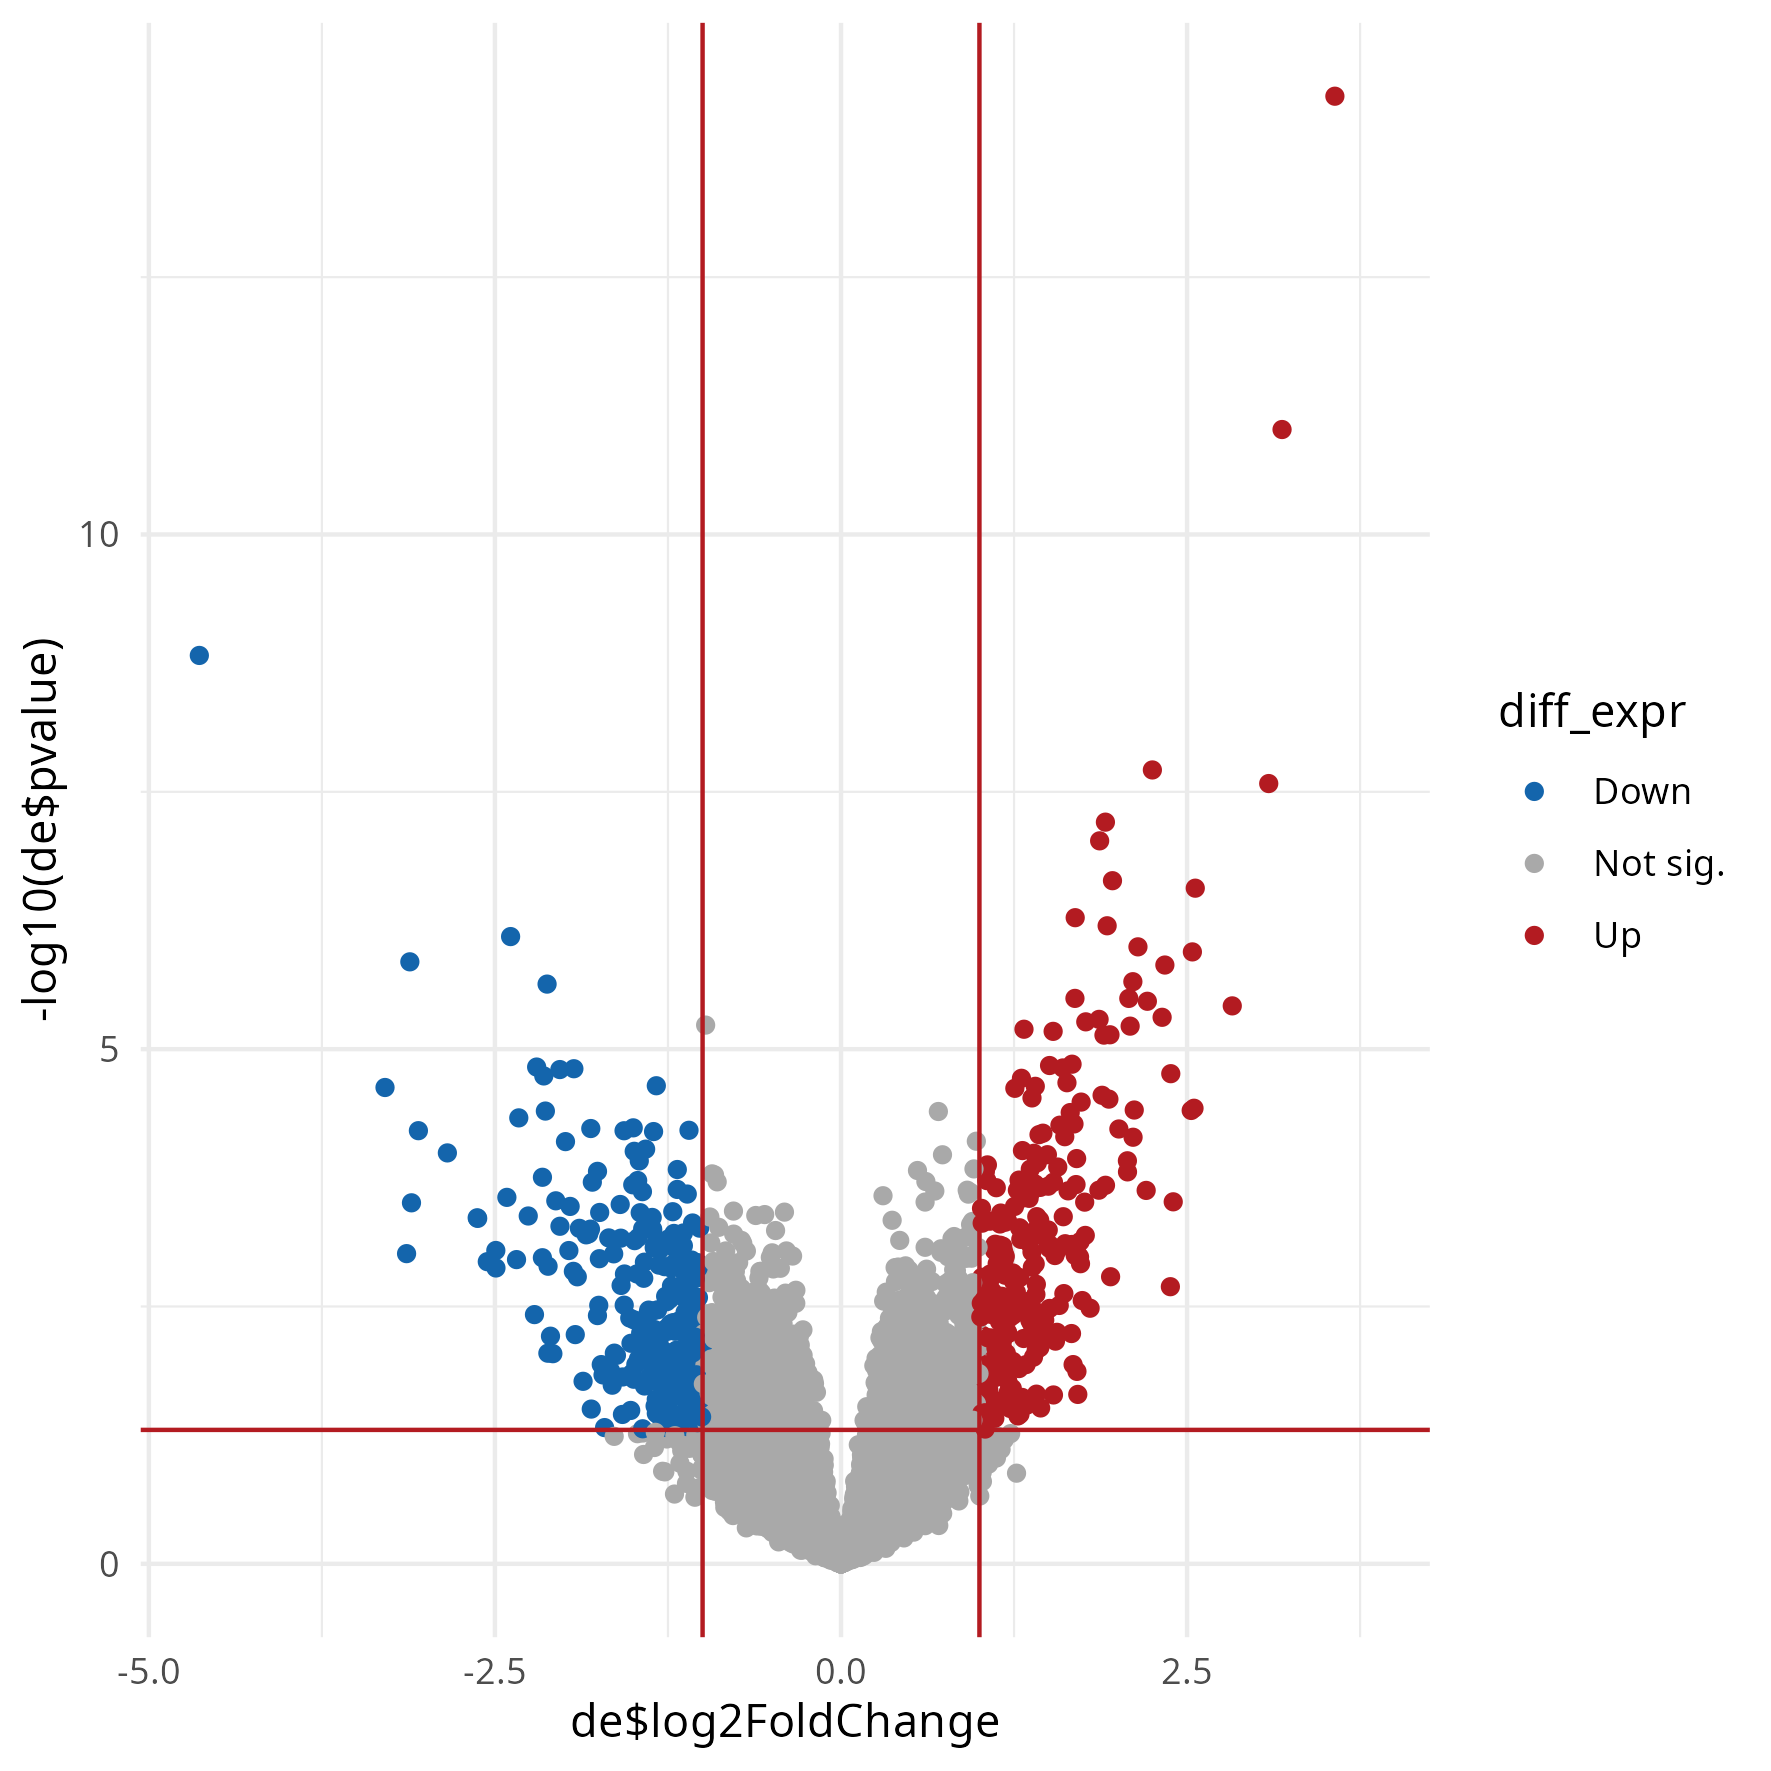 -log10(de$pvalue)
10
5
0
-5.0
-2.5
0.0
2.5
de$log2FoldChange
diff_expr
Down
Not sig.
Up